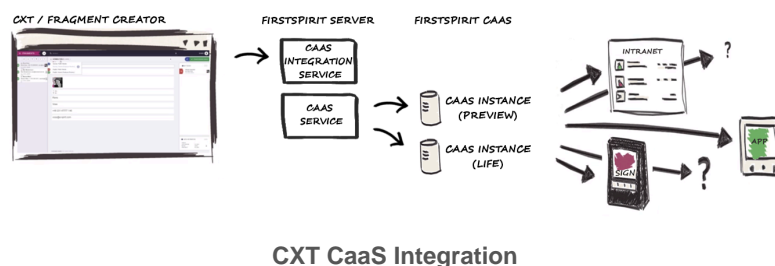 CXT / FRAGMENT CREATOR
FIRSTSPIRIT SERVER
FIRSTSPIRIT CAAS
CAAS
INTEGRATION
SERVICE
CAAS
SERVICE
CAAS INSTANCE
(PREVIEW)
CAAS INSTANCE
(LIFE)
INTRANET
?
APP
SIGN
?
CXT CaaS Integration